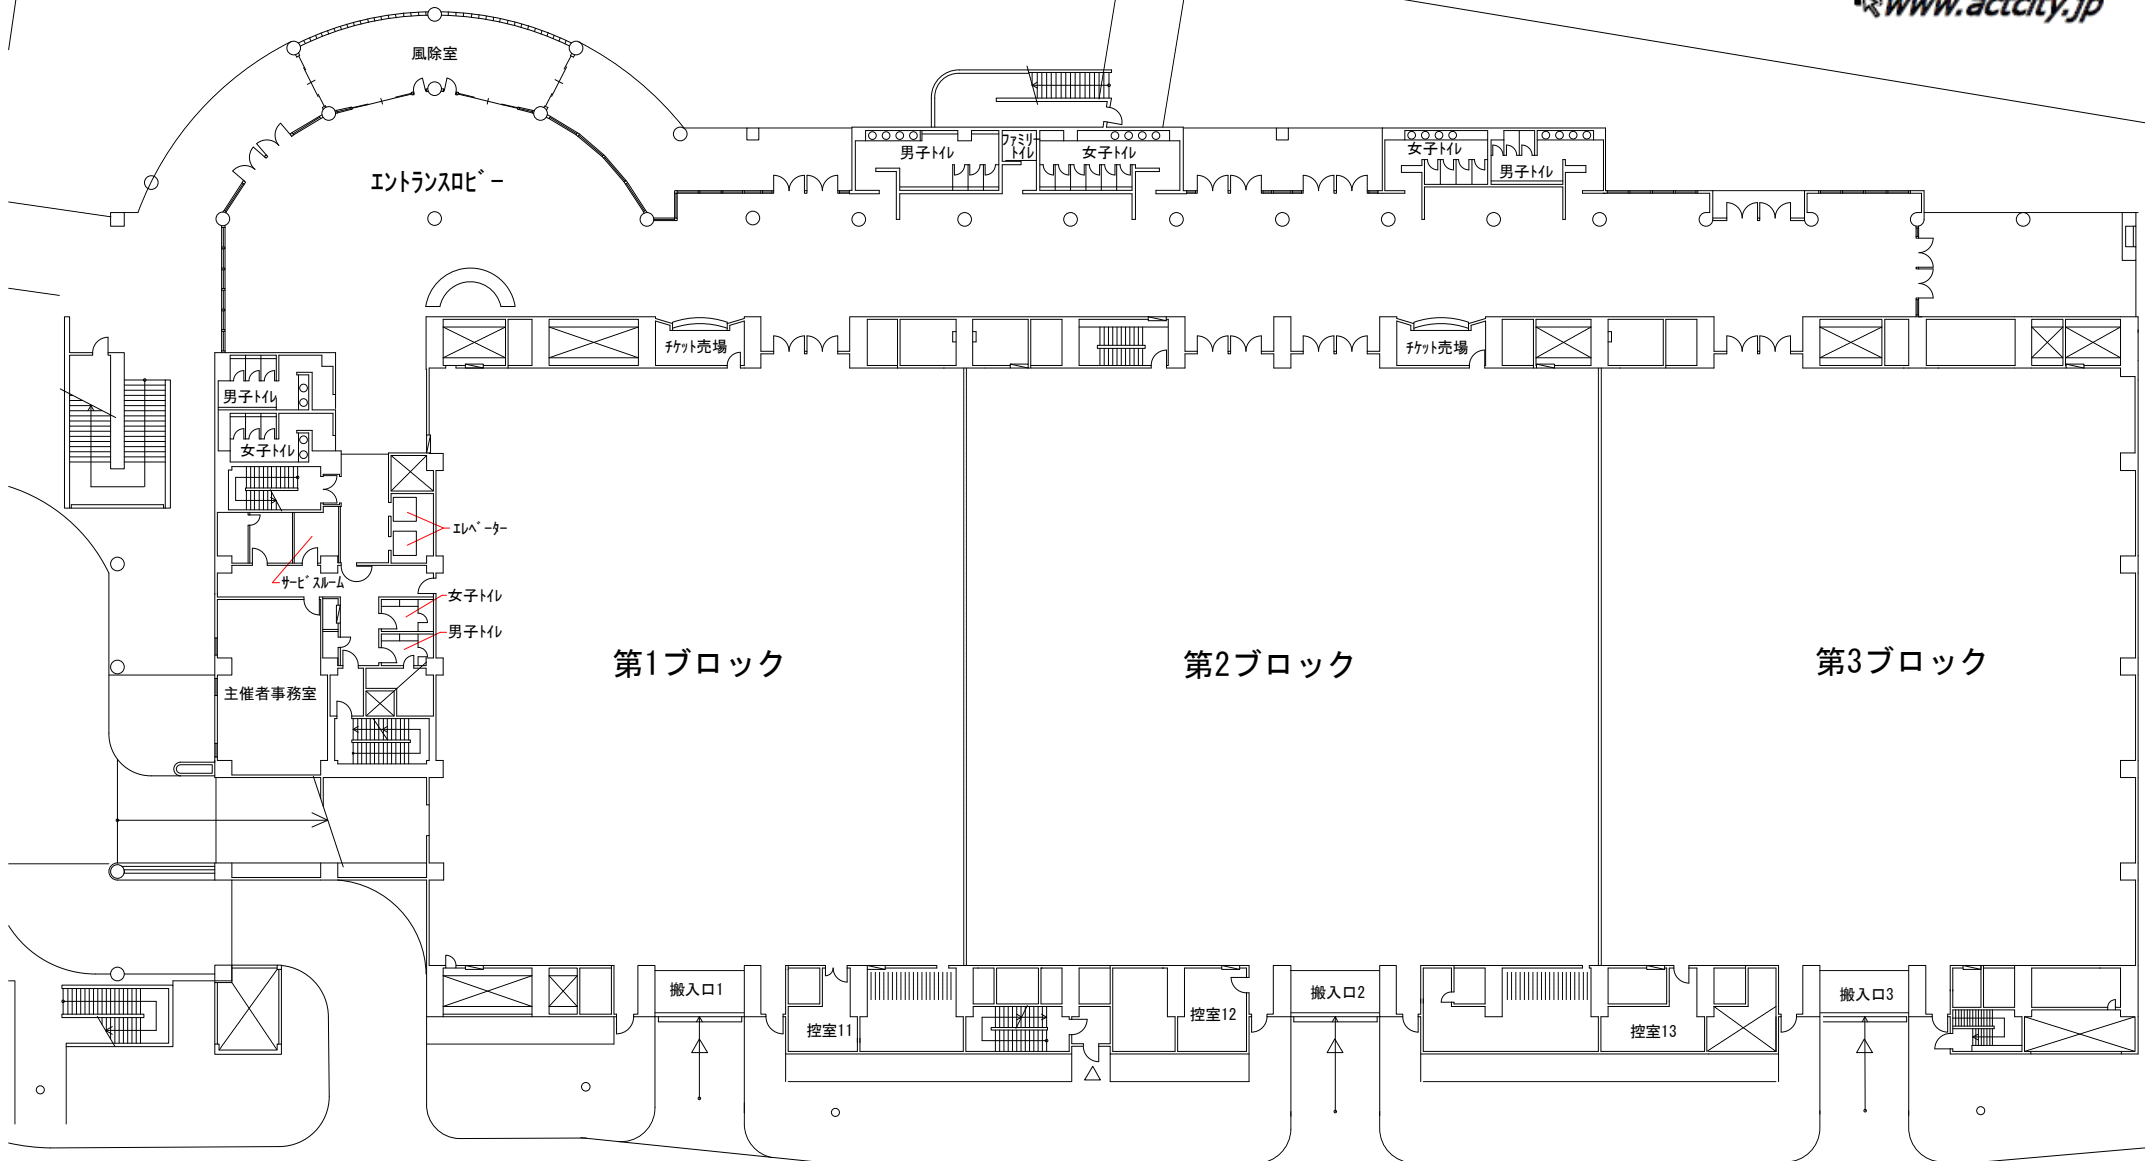 www.actcity.jp
風除室
エントランスロビー
男子トイレ
ファミリー
トイレ
女子トイレ
女子トイレ
男子トイレ
チケット売場
チケット売場
男子トイレ
女子トイレ
エレベーター
サービスルーム
女子トイレ
男子トイレ
主催者事務室
第1ブロック
第2ブロック
第3ブロック
搬入口1
搬入口2
搬入口3
控室11
控室12
控室13